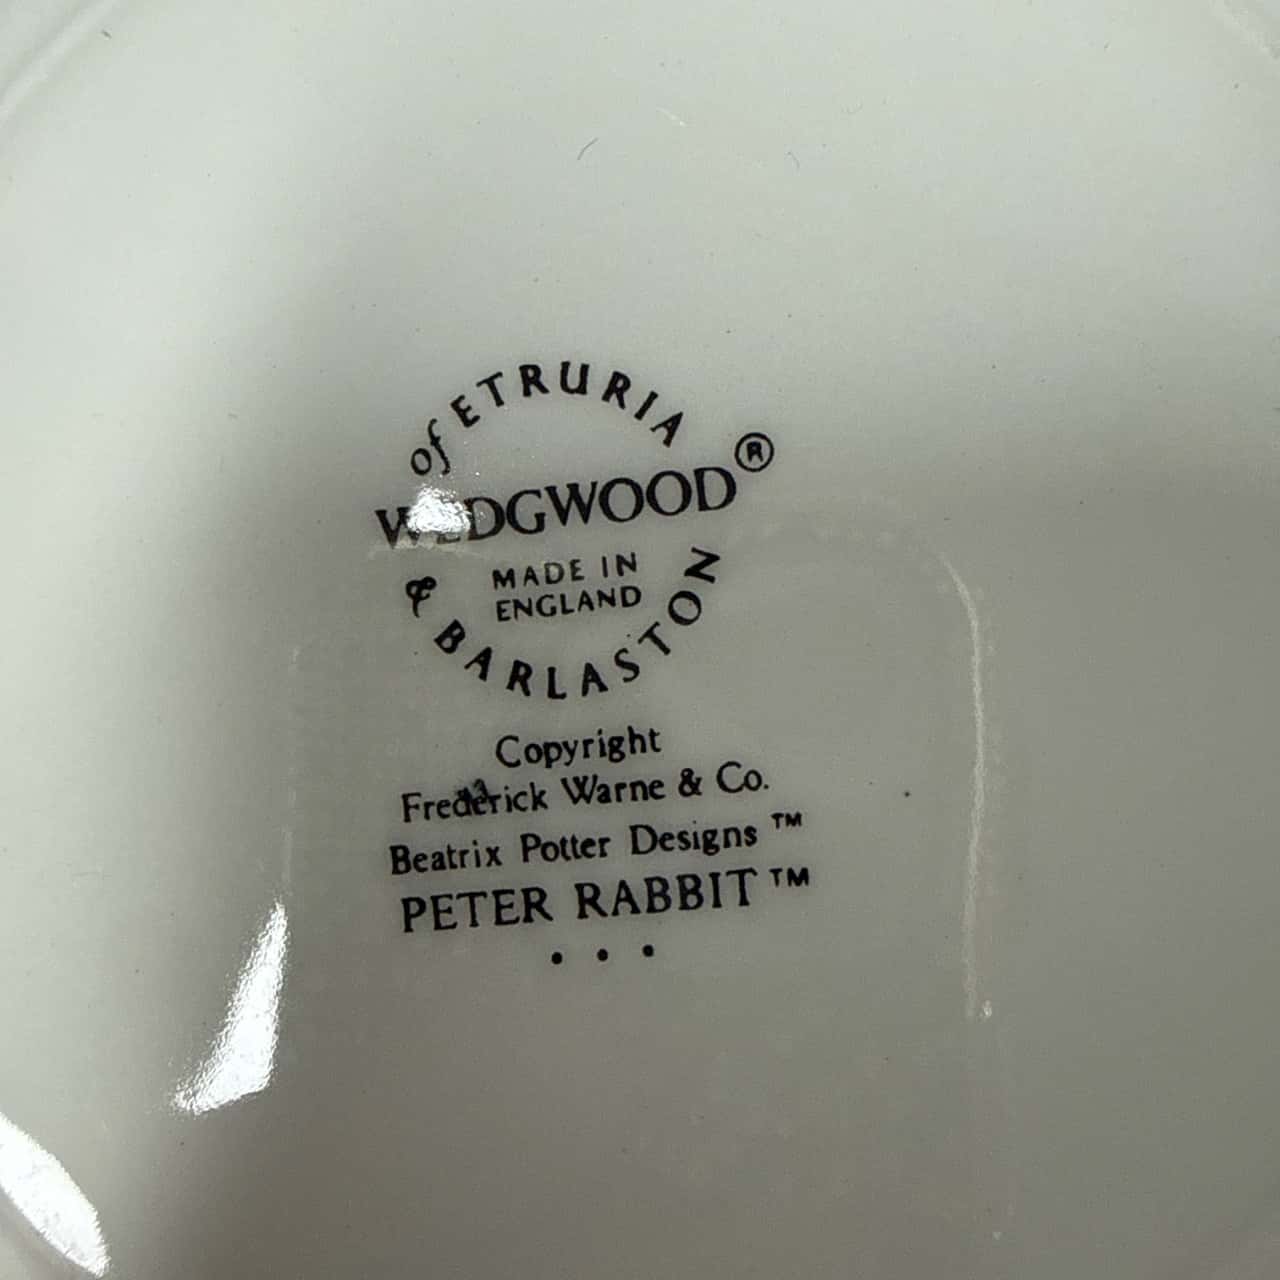 of ETRURIA
WEDGWOOD®
MADE IN
ENGLAND
& BARLASTON
Copyright
Frederick Warne & Co.
Beatrix Potter Designs ™
PETER RABBIT ™
. . .